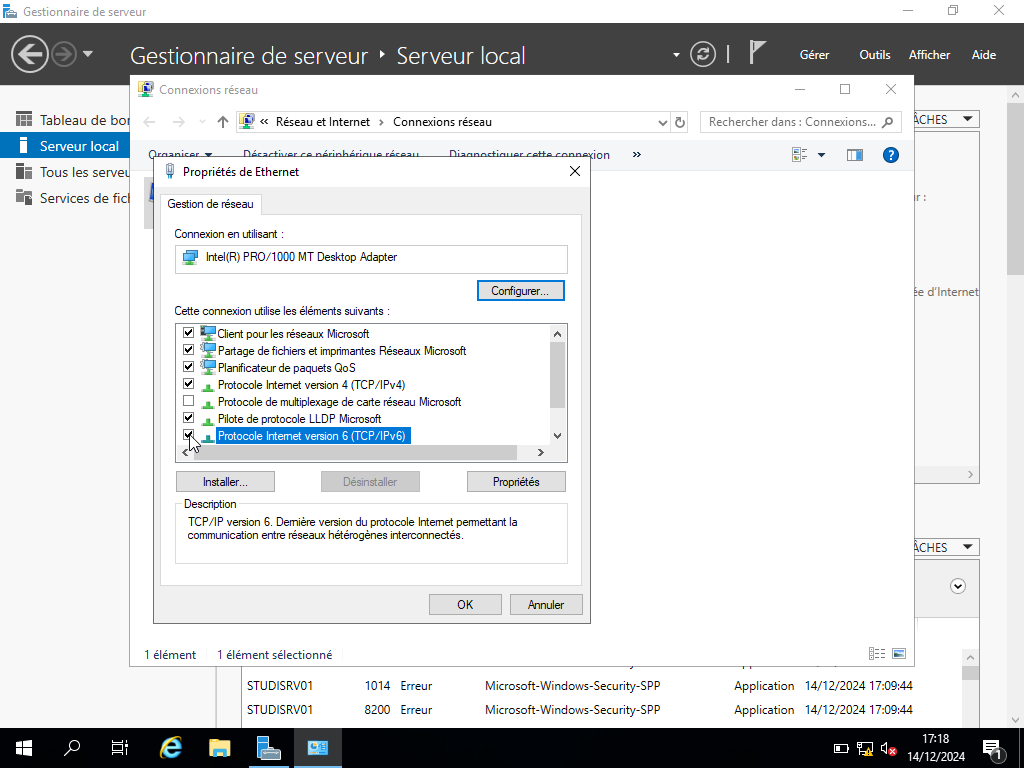 Gestionnaire de serveur
Gestionnaire de serveur ‣ Serveur local
Gérer
Outils
Afficher
Aide
Tableau de bor
Serveur local
Tous les serveu
Services de fich
Connexions réseau
« Réseau et Internet > Connexions réseau
Rechercher dans : Connexions...
Organiser
Désactiver ce périphérique réseau
Diagnostiquer cette connexion
»
ÂCHES
ur :
ée d'Internet
Propriétés de Ethernet
Gestion de réseau
Connexion en utilisant :
Intel(R) PRO/1000 MT Desktop Adapter
Configurer...
Cette connexion utilise les éléments suivants :
Client pour les réseaux Microsoft
Partage de fichiers et imprimantes Réseaux Microsoft
Planificateur de paquets QoS
Protocole Internet version 4 (TCP/IPv4)
Protocole de multiplexage de carte réseau Microsoft
Pilote de protocole LLDP Microsoft
Protocole Internet version 6 (TCP/IPv6)
Installer...
Désinstaller
Propriétés
Description
TCP/IP version 6. Dernière version du protocole Internet permettant la
communication entre réseaux hétérogènes interconnectés.
OK
Annuler
ÂCHES
1 élément
1 élément sélectionné
STUDISRV01 1014 Erreur Microsoft-Windows-Security-SPP Application 14/12/2024 17:09:44
STUDISRV01 8200 Erreur Microsoft-Windows-Security-SPP Application 14/12/2024 17:09:44
17:18
14/12/2024
1